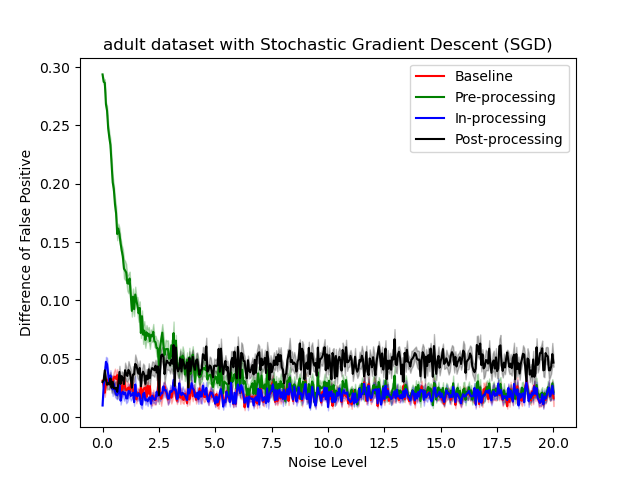 adult dataset with Stochastic Gradient Descent (SGD)
Baseline
Pre-processing
In-processing
Post-processing
Difference of False Positive
0.30
0.25
0.20
0.15
0.10
0.05
0.00
0.0 2.5 5.0 7.5 10.0 12.5 15.0 17.5 20.0
Noise Level